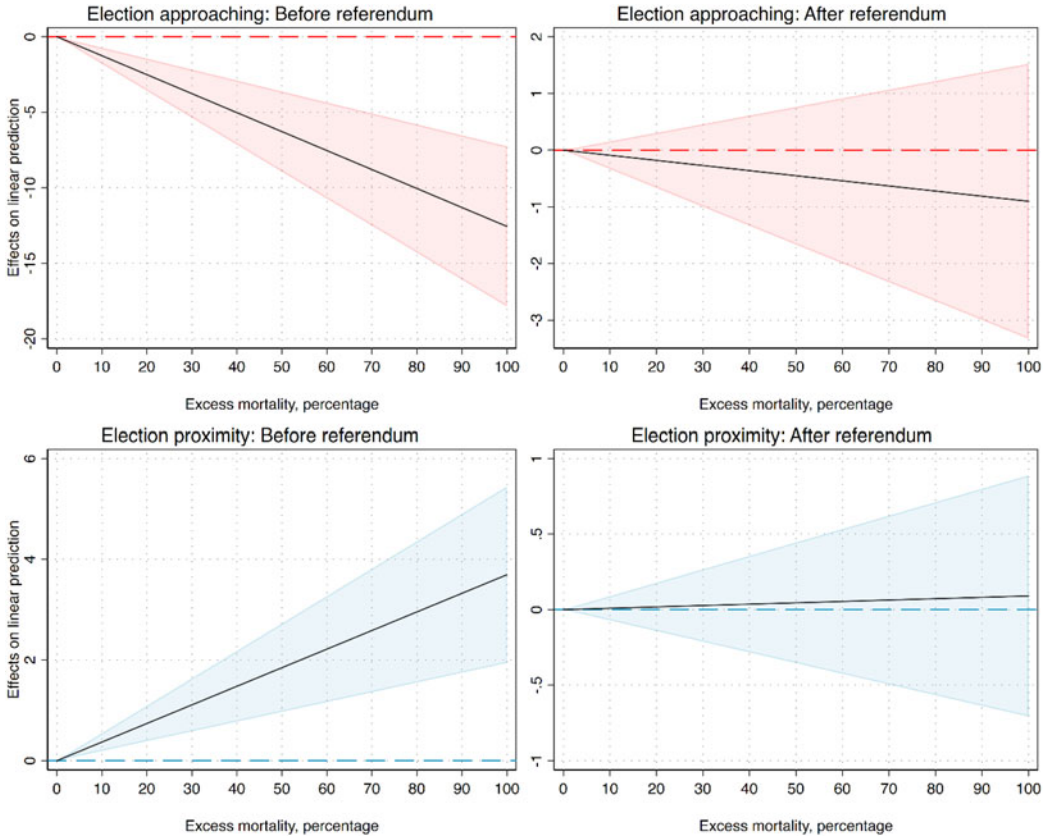 Election approaching: Before referendum
Election approaching: After referendum
Effects on linear prediction
0
-5
-10
-15
-20
0 10 20 30 40 50 60 70 80 90 100
Excess mortality, percentage
2
1
0
-1
-2
-3
0 10 20 30 40 50 60 70 80 90 100
Excess mortality, percentage
Election proximity: Before referendum
Election proximity: After referendum
Effects on linear prediction
6
4
2
0
0 10 20 30 40 50 60 70 80 90 100
Excess mortality, percentage
1
.5
0
-.5
-1
0 10 20 30 40 50 60 70 80 90 100
Excess mortality, percentage